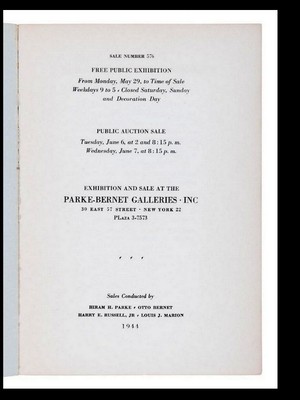 SALE NUMBER 576
FREE PUBLIC EXHIBITION
From Monday, May 29, to Time of Sale
Weekdays 9 to 5 · Closed Saturday, Sunday
and Decoration Day
PUBLIC AUCTION SALE
Tuesday, June 6, at 2 and 8:15 p. m.
Wednesday, June 7, at 8:15 p. m.
EXHIBITION AND SALE AT THE
PARKE-BERNET GALLERIES · INC
30 EAST 57 STREET · NEW YORK 22
PLAZA 3-7573
Sales Conducted by
HIRAM H. PARKE · OTTO BERNET
HARRY E. RUSSELL, JR · LOUIS J. MARION
1944